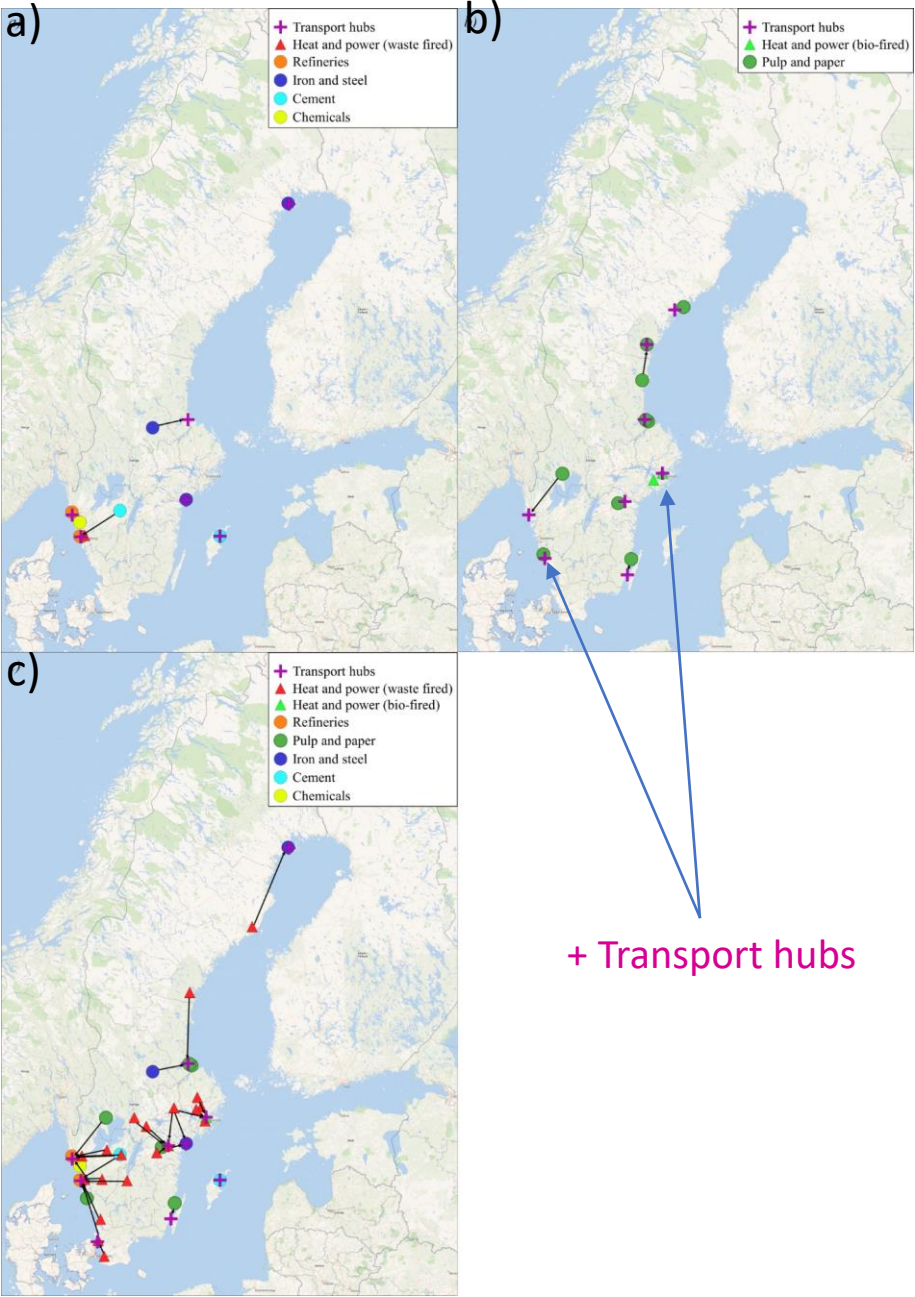 a)
Transport hubs
Heat and power (waste fired)
Refineries
Iron and steel
Cement
Chemicals
b)
Transport hubs
Heat and power (bio-fired)
Pulp and paper
c)
Transport hubs
Heat and power (waste fired)
Heat and power (bio-fired)
Refineries
Pulp and paper
Iron and steel
Cement
Chemicals
+ Transport hubs